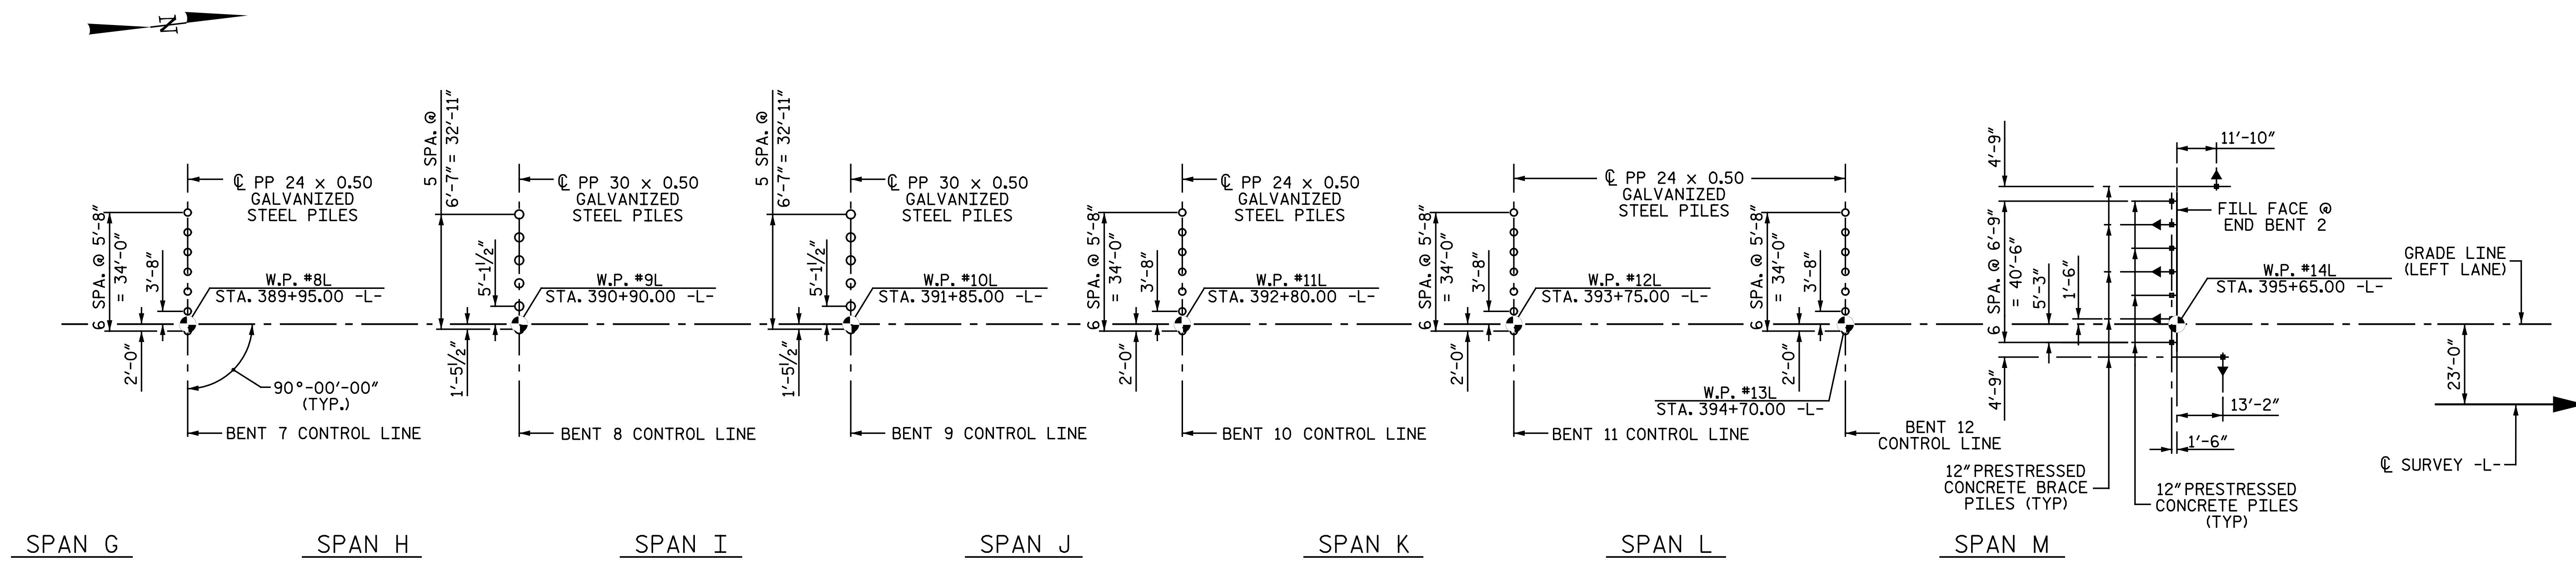 N
6 SPA. @ 5'-8"
= 34'-0"
3'-8"
2'-0"
℄ PP 24 x 0.50
GALVANIZED
STEEL PILES
W.P. #8L
STA. 389+95.00 -L-
90°-00'-00"
(TYP.)
BENT 7 CONTROL LINE
5 SPA. @
6'-7" = 32'-11"
5'-1 1/2"
1'-5 1/2"
℄ PP 30 x 0.50
GALVANIZED
STEEL PILES
W.P. #9L
STA. 390+90.00 -L-
BENT 8 CONTROL LINE
5 SPA. @
6'-7" = 32'-11"
5'-1 1/2"
1'-5 1/2"
℄ PP 30 x 0.50
GALVANIZED
STEEL PILES
W.P. #10L
STA. 391+85.00 -L-
BENT 9 CONTROL LINE
6 SPA. @ 5'-8"
= 34'-0"
3'-8"
2'-0"
℄ PP 24 x 0.50
GALVANIZED
STEEL PILES
W.P. #11L
STA. 392+80.00 -L-
BENT 10 CONTROL LINE
6 SPA. @ 5'-8"
= 34'-0"
3'-8"
2'-0"
℄ PP 24 x 0.50
GALVANIZED
STEEL PILES
W.P. #12L
STA. 393+75.00 -L-
BENT 11 CONTROL LINE
6 SPA. @ 5'-8"
= 34'-0"
3'-8"
2'-0"
W.P. #13L
STA. 394+70.00 -L-
BENT 12
CONTROL LINE
4'-9"
6 SPA. @ 6'-9"
= 40'-6"
5'-3"
1'-6"
4'-9"
11'-10"
FILL FACE @
END BENT 2
W.P. #14L
STA. 395+65.00 -L-
13'-2"
1'-6"
12" PRESTRESSED
CONCRETE BRACE
PILES (TYP)
12" PRESTRESSED
CONCRETE PILES
(TYP)
GRADE LINE
(LEFT LANE)
23'-0"
℄ SURVEY -L-
SPAN G
SPAN H
SPAN I
SPAN J
SPAN K
SPAN L
SPAN M